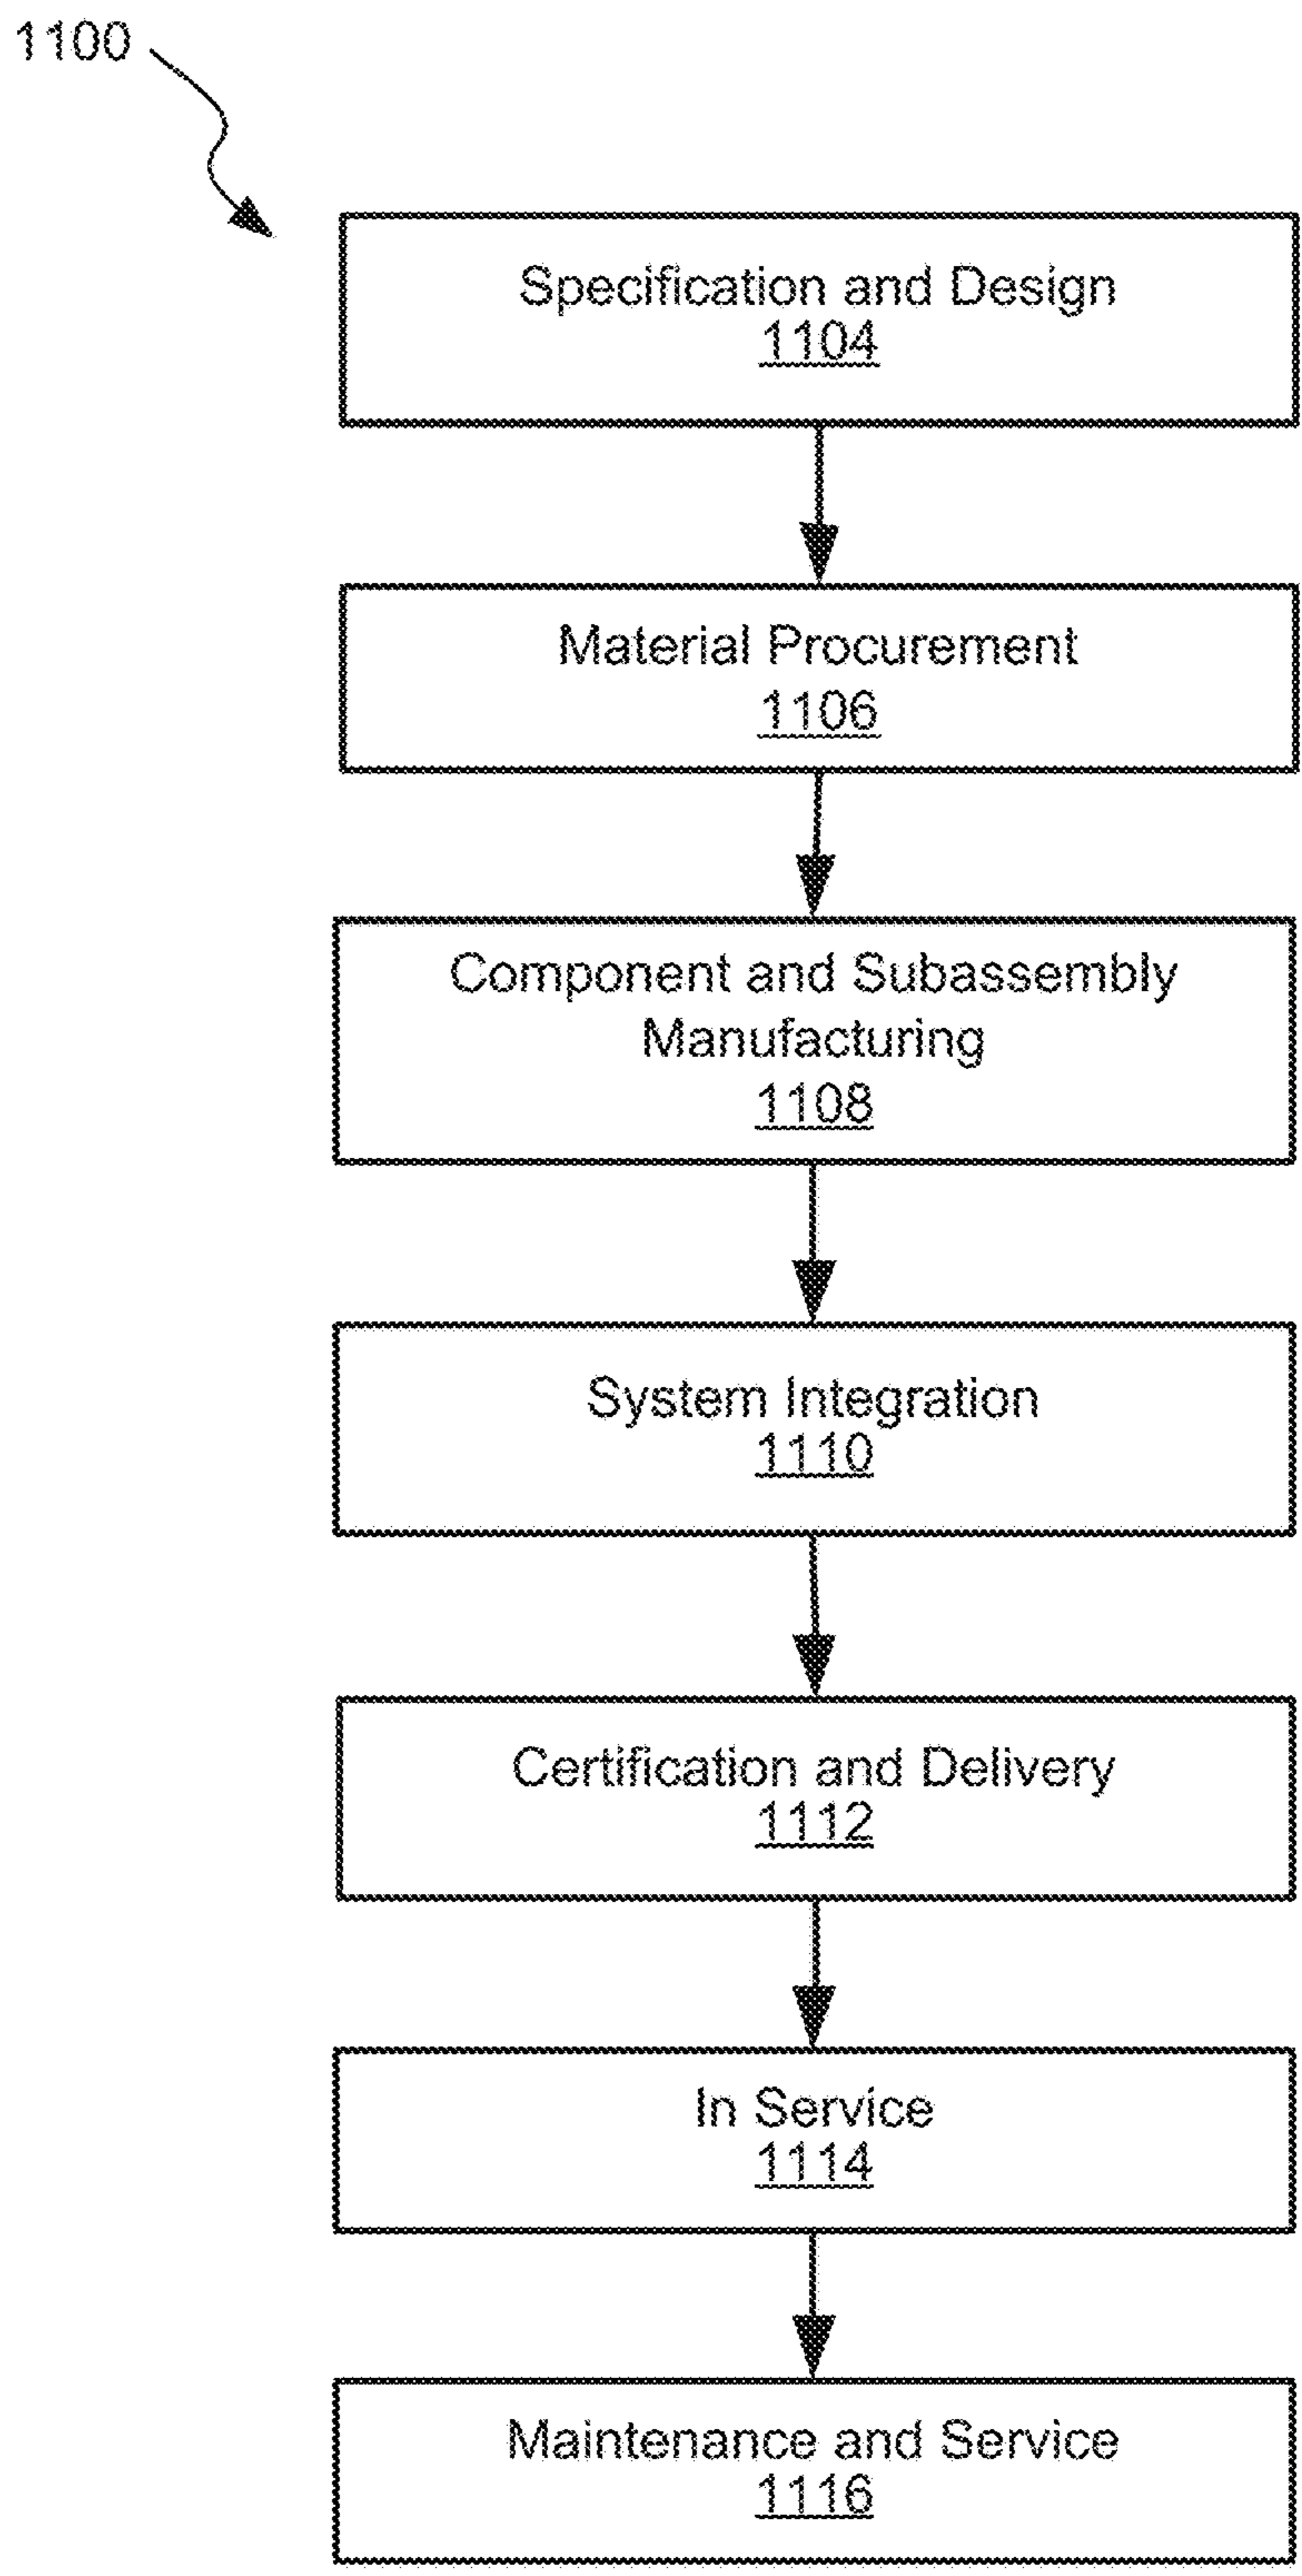 1100
Specification and Design
1104
Material Procurement
1106
Component and Subassembly
Manufacturing
1108
System Integration
1110
Certification and Delivery
1112
In Service
1114
Maintenance and Service
1116